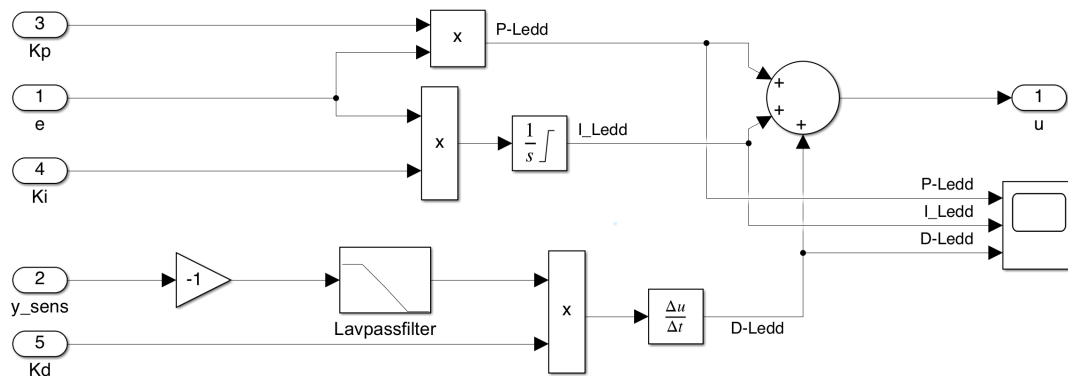 3
Kp
x
P-Ledd
1
e
+
+
+
1
u
4
Ki
x
1
s
I_Ledd
P-Ledd
I_Ledd
D-Ledd
2
y_sens
-1
Lavpassfilter
x
Δu
Δt
D-Ledd
5
Kd